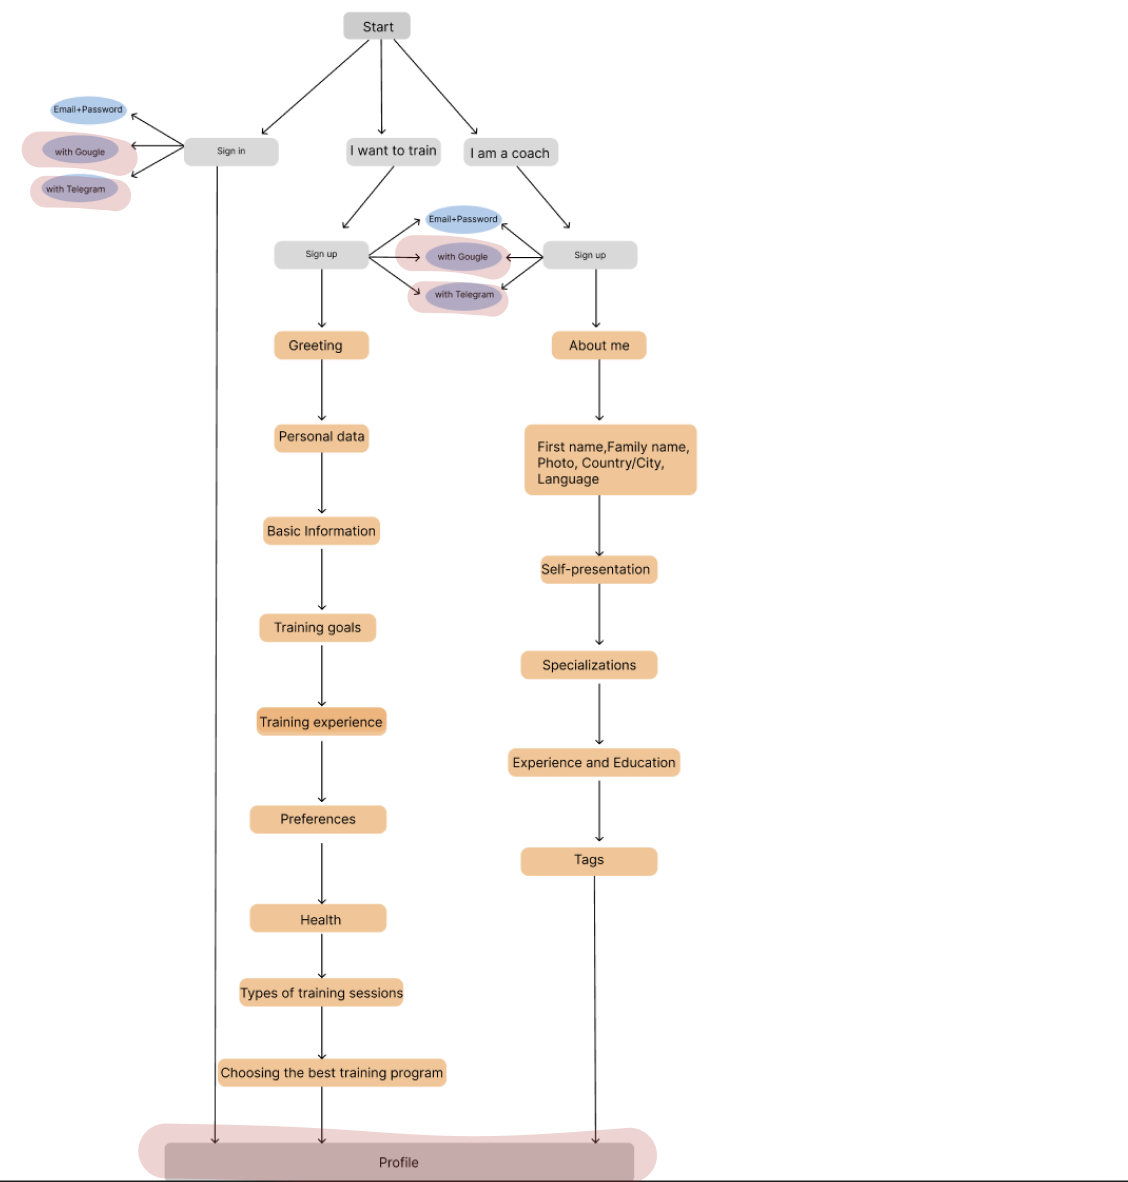 Start
Email+Password
with Gougle
with Telegram
Sign in
I want to train
I am a coach
Sign up
Email+Password
with Gougle
with Telegram
Sign up
Greeting
About me
Personal data
First name,Family name,
Photo, Country/City,
Language
Basic Information
Self-presentation
Training goals
Specializations
Training experience
Experience and Education
Preferences
Tags
Health
Types of training sessions
Choosing the best training program
Profile